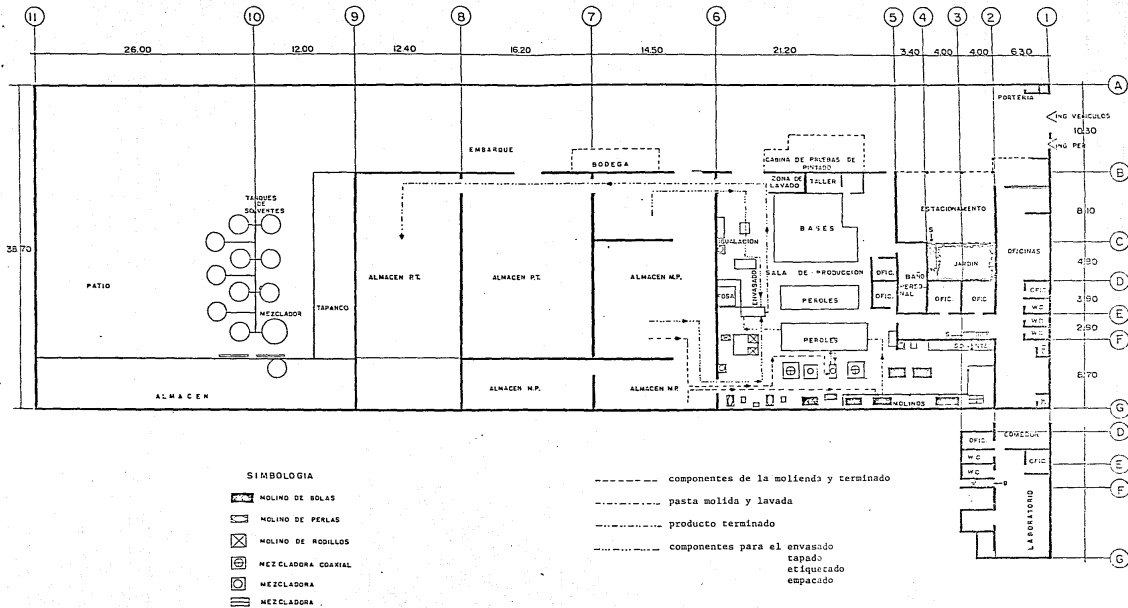 11 10 9 8 7 6 5 4 3 2 1
26.00 12.00 12.40 16.20 14.50 21.20 3.40 4.00 4.00 6.30
A
PORTERIA
ING VEHICULOS
10.30
ING PER
EMBARQUE
BODEGA
CABINA DE PRUEBAS DE
PINTADO
B
ZONA DE
LAVADO
TALLER
TANQUES
DE
SOLVENTES
ESTACIONAMENTO
8.10
BASES
S
C
IGUALACION
OFICINAS
38.70
JARDIN
4.80
PATIO
TAPANCO
ALMACEN P.T.
ALMACEN P.T.
ALMACEN M.P.
SALA DE PRODUCCION
OFIC.
BAÑO
PERSONAL
D
ENVASADO
FOSA
PEROLES
OFIC.
OFIC.
OFIC.
OFIC.
3.90
W.C.
E
MEZCLADOR
W.C.
2.90
PEROLES
S
W.C.
F
SOLVENTE
8.70
ALMACEN
ALMACEN M.P.
ALMACEN M.P.
MOLINOS
G
D
OFIC.
COMEDOR
W.C.
OFIC.
E
W.C.
F
LABORATORIO
G
SIMBOLOGIA
MOLINO DE BOLAS
MOLINO DE PERLAS
MOLINO DE RODILLOS
MEZCLADORA COAXIAL
MEZCLADORA
MEZCLADORA
componentes de la molienda y terminado
pasta molida y lavada
producto terminado
componentes para el envasado
tapado
etiquetado
empacado